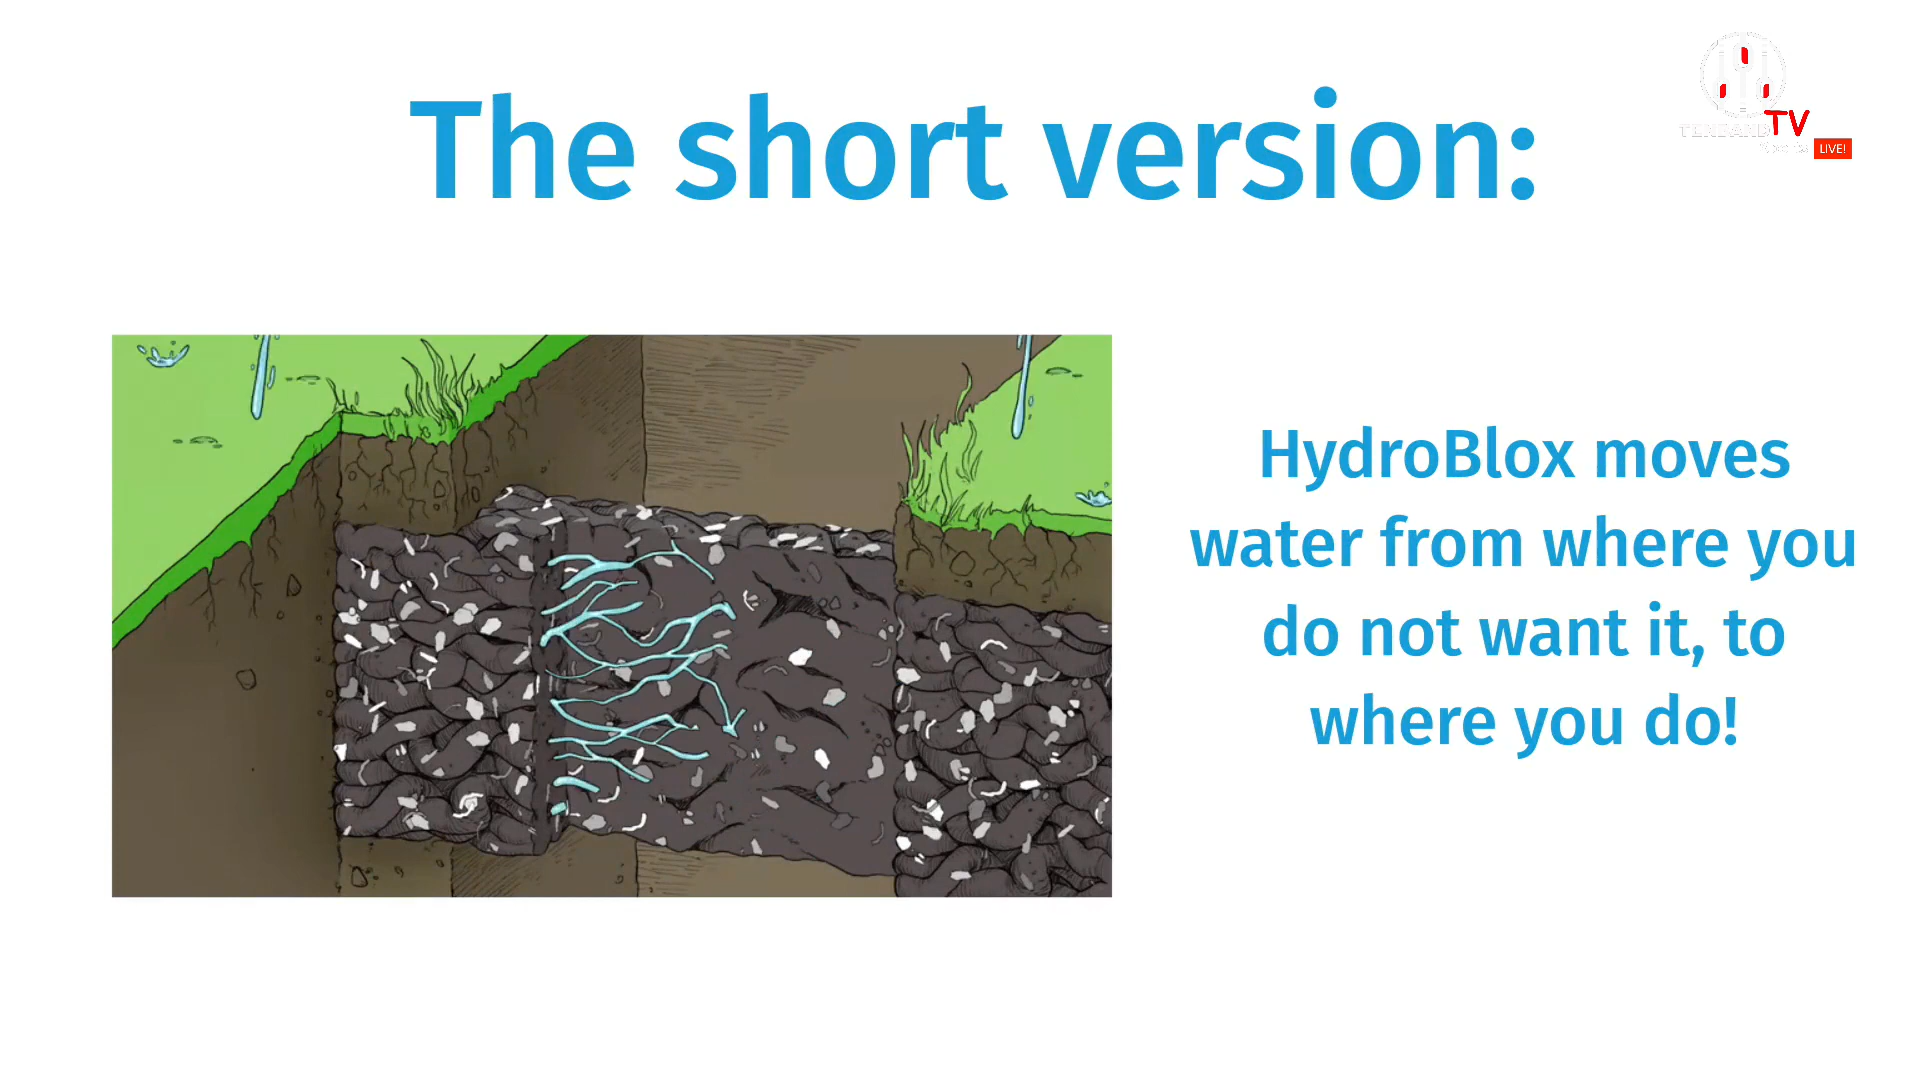 The short version:
TV
LIVE!
HydroBlox moves
water from where you
do not want it, to
where you do!